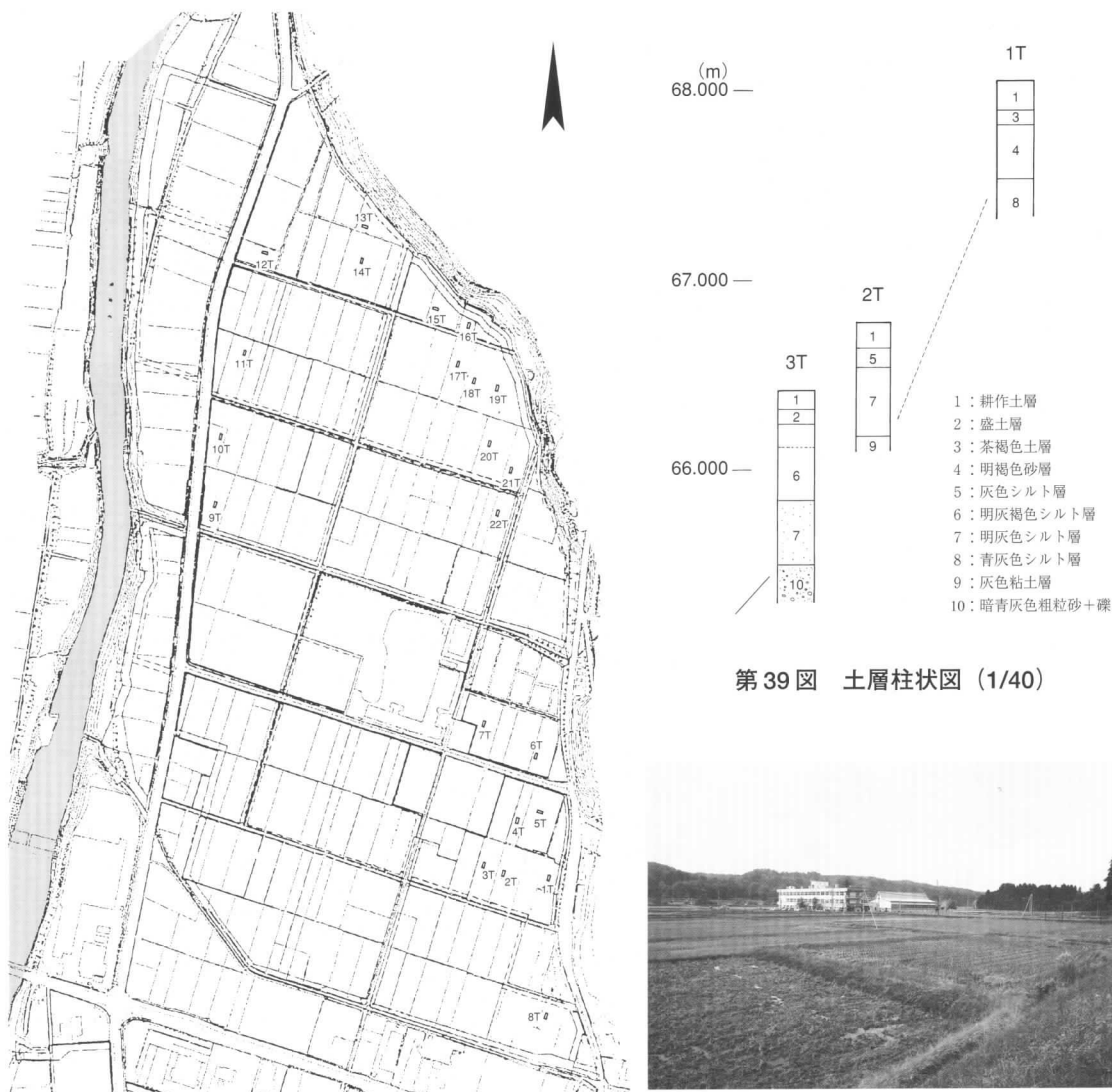 13T
12T
14T
15T
16T
11T
17T
18T
19T
10T
20T
21T
9T
22T
7T
6T
4T
5T
3T
2T
1T
8T
(m)
68.000
67.000
66.000
1T
1
3
4
8
2T
1
5
7
9
3T
1
2
6
7
10
1：耕作土層
2：盛土層
3：茶褐色土層
4：明褐色砂層
5：灰色シルト層
6：明灰褐色シルト層
7：明灰色シルト層
8：青灰色シルト層
9：灰色粘土層
10：暗青灰色粗粒砂＋礫
第39図　土層柱状図（1/40）